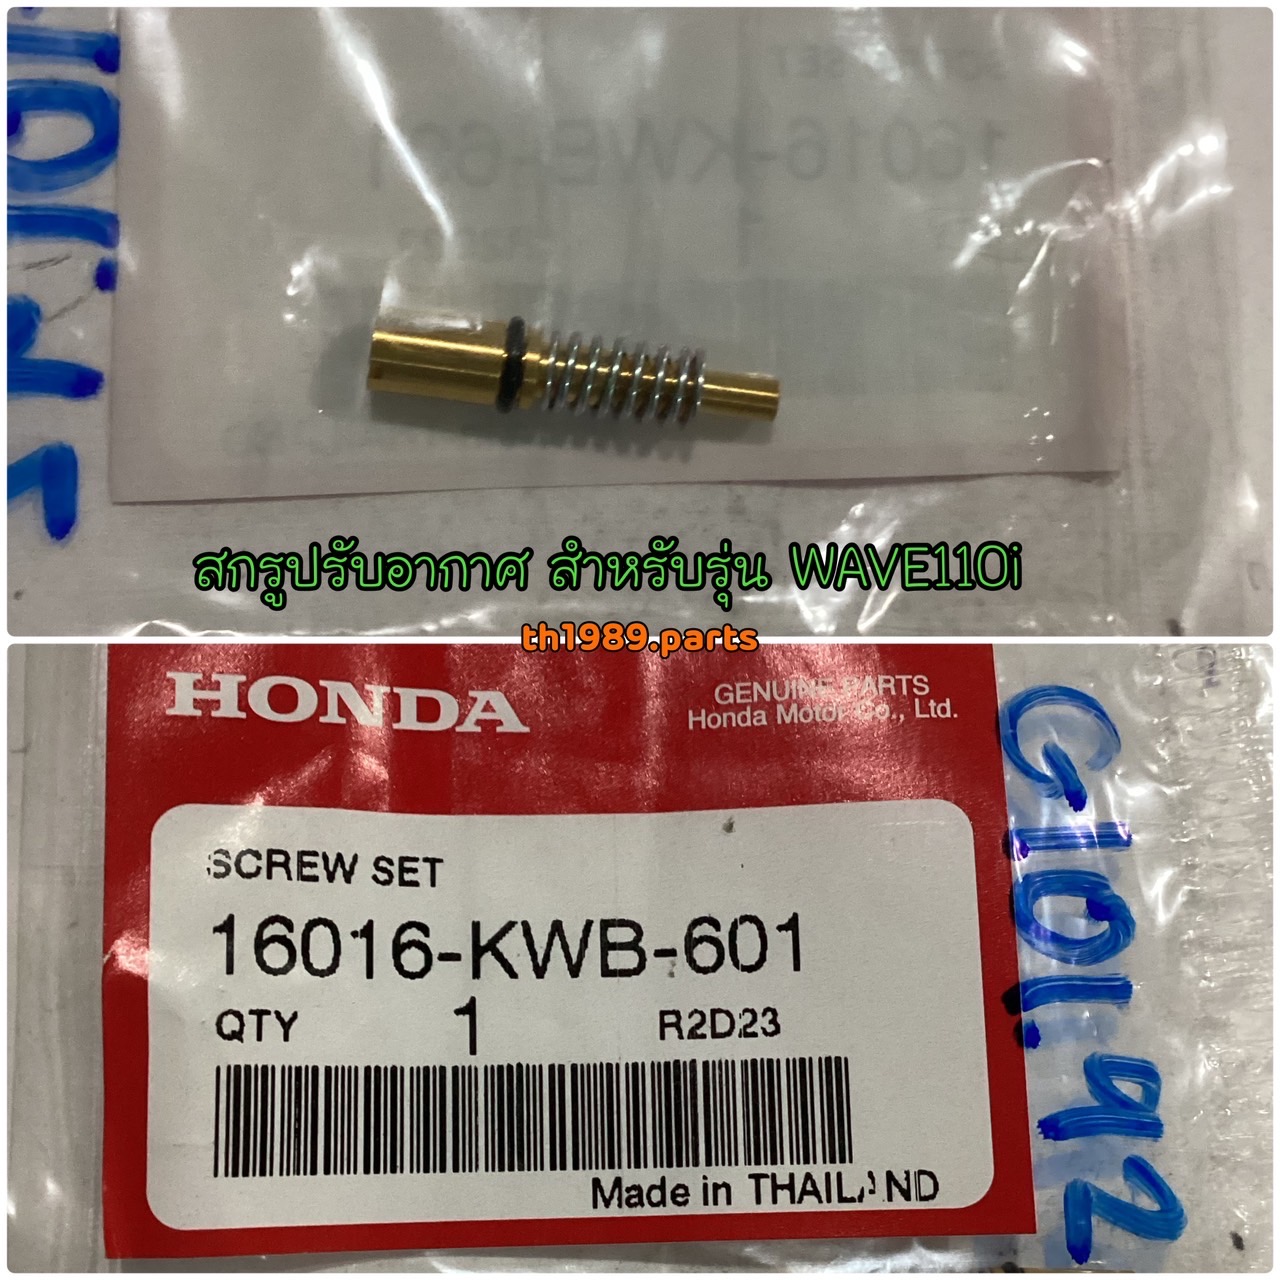 สกรูปรับอากาศ สำหรับรุ่น WAVE110i
th1989.parts
HONDA
GENUINE PARTS
Honda Motor Co., Ltd.
SCREW SET
16016-KWB-601
QTY 1 R2D23
Made in THAILAND
G101.92